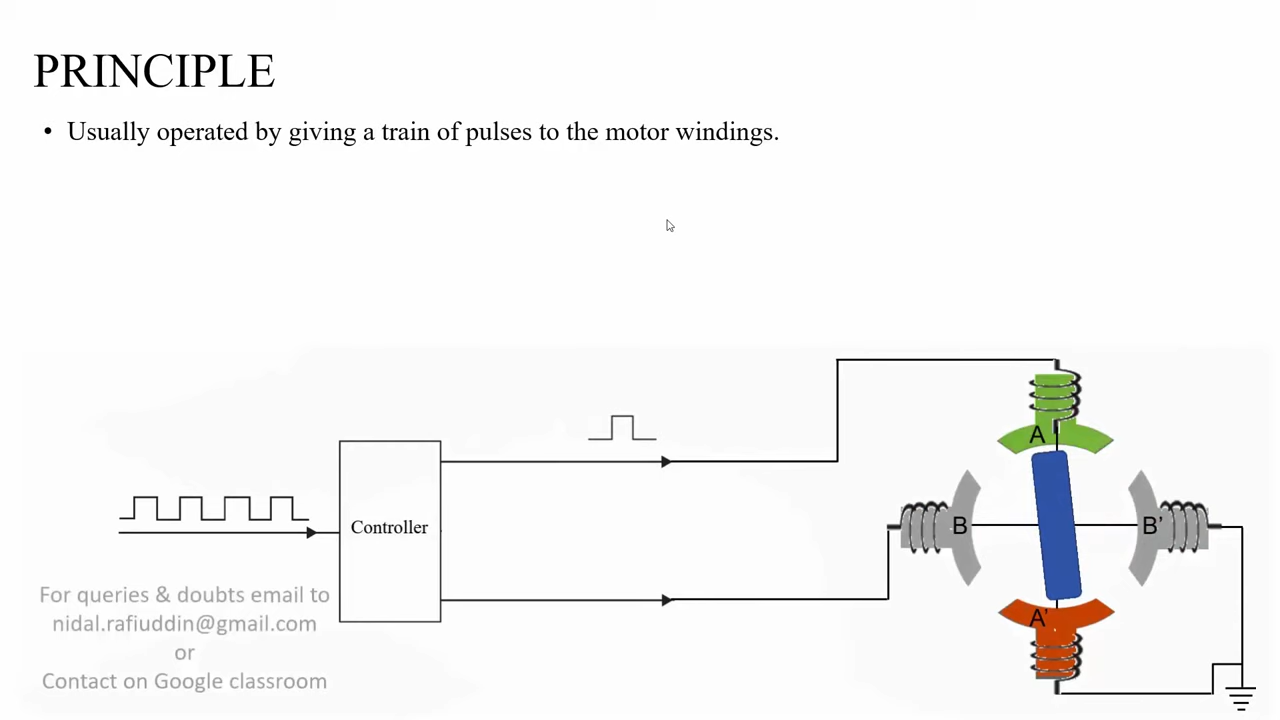 PRINCIPLE
• Usually operated by giving a train of pulses to the motor windings.
A
B
B'
Controller
A'
For queries & doubts email to
nidal.rafiuddin@gmail.com
or
Contact on Google classroom